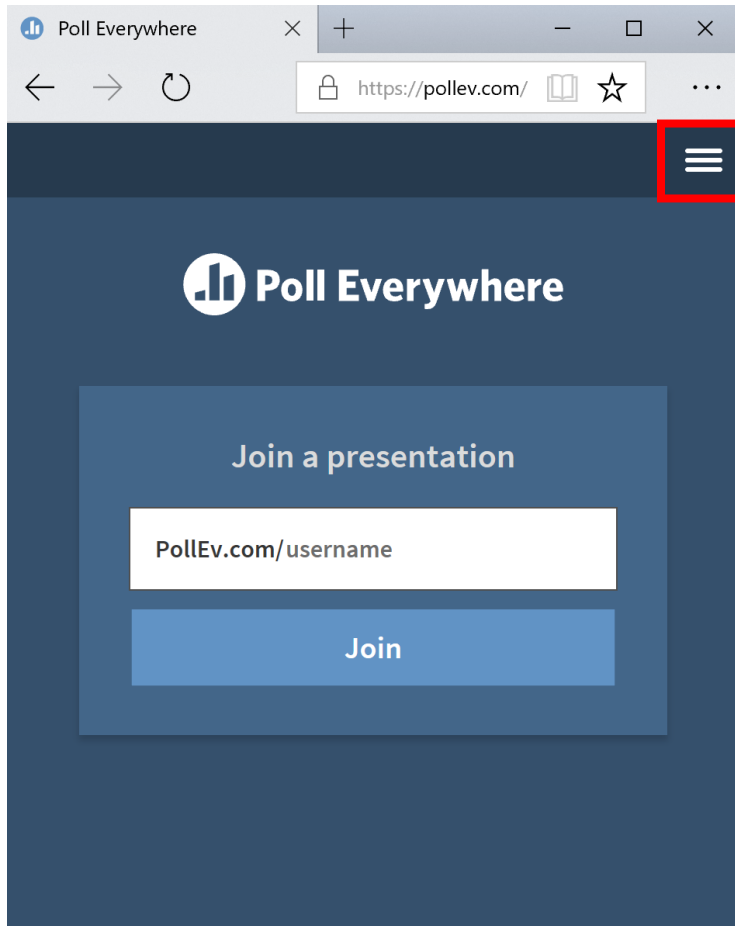 Poll Everywhere
https://pollev.com/
Poll Everywhere
Join a presentation
PollEv.com/username
Join